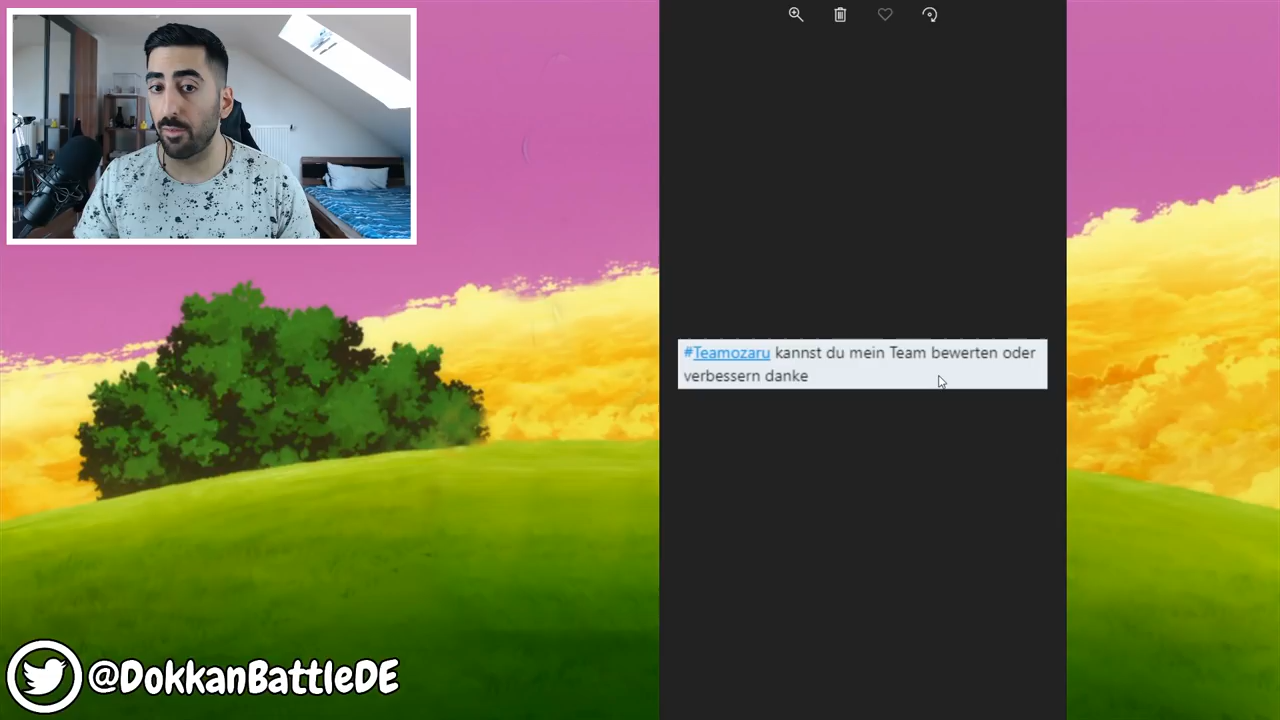 #Teamozaru kannst du mein Team bewerten oder
verbessern danke
@DokkanBattleDE